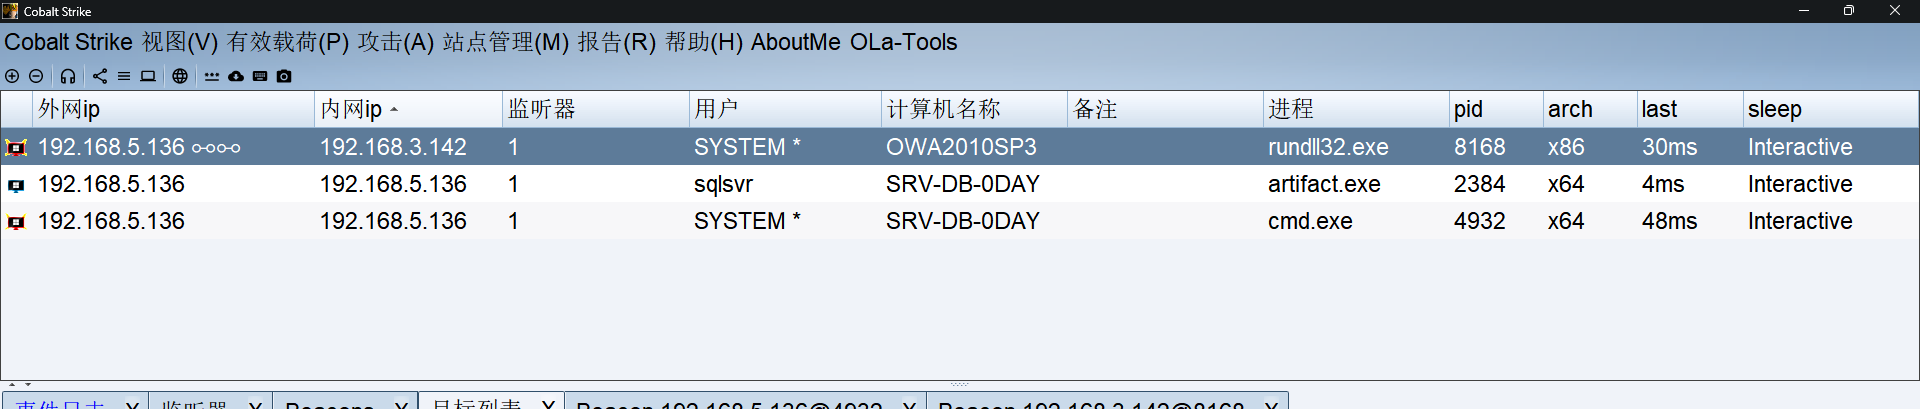 Cobalt Strike
Cobalt Strike 视图(V) 有效载荷(P) 攻击(A) 站点管理(M) 报告(R) 帮助(H) AboutMe OLa-Tools
外网ip 内网ip 监听器 用户 计算机名称 备注 进程 pid arch last sleep
192.168.5.136 192.168.3.142 1 SYSTEM * OWA2010SP3 rundll32.exe 8168 x86 30ms Interactive
192.168.5.136 192.168.5.136 1 sqlsvr SRV-DB-0DAY artifact.exe 2384 x64 4ms Interactive
192.168.5.136 192.168.5.136 1 SYSTEM * SRV-DB-0DAY cmd.exe 4932 x64 48ms Interactive
事件日志 X 监听器 X Beacons X 目标列表 X Beacon 192.168.5.136@4932 X Beacon 192.168.3.142@8168 X